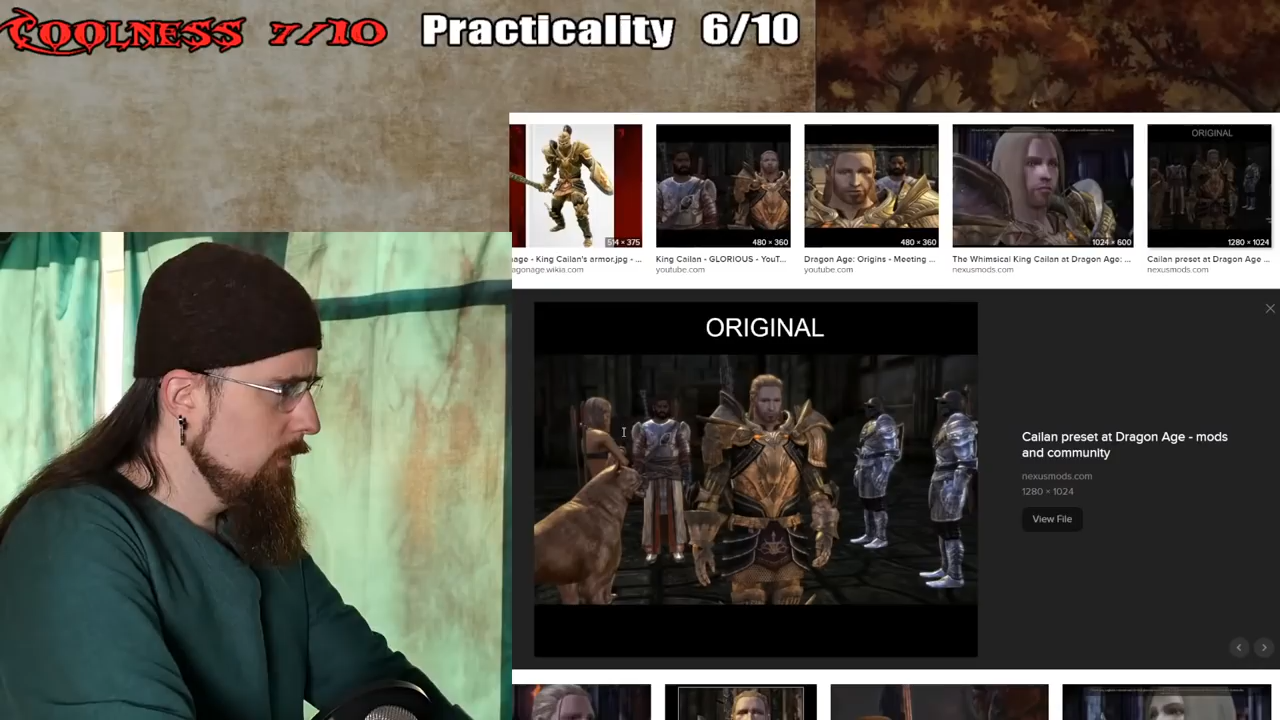 COOLNESS 7/10 Practicality 6/10
ORIGINAL
514 × 375
480 × 360
480 × 360
1024 × 600
1280 × 1024
age - King Cailan's armor.jpg - ...
King Cailan - GLORIOUS - YouT...
Dragon Age: Origins - Meeting ...
The Whimsical King Cailan at Dragon Age: ...
Cailan preset at Dragon Age ...
agonage.wikia.com
youtube.com
youtube.com
nexusmods.com
nexusmods.com
ORIGINAL
Cailan preset at Dragon Age - mods
and community
nexusmods.com
1280 × 1024
View File